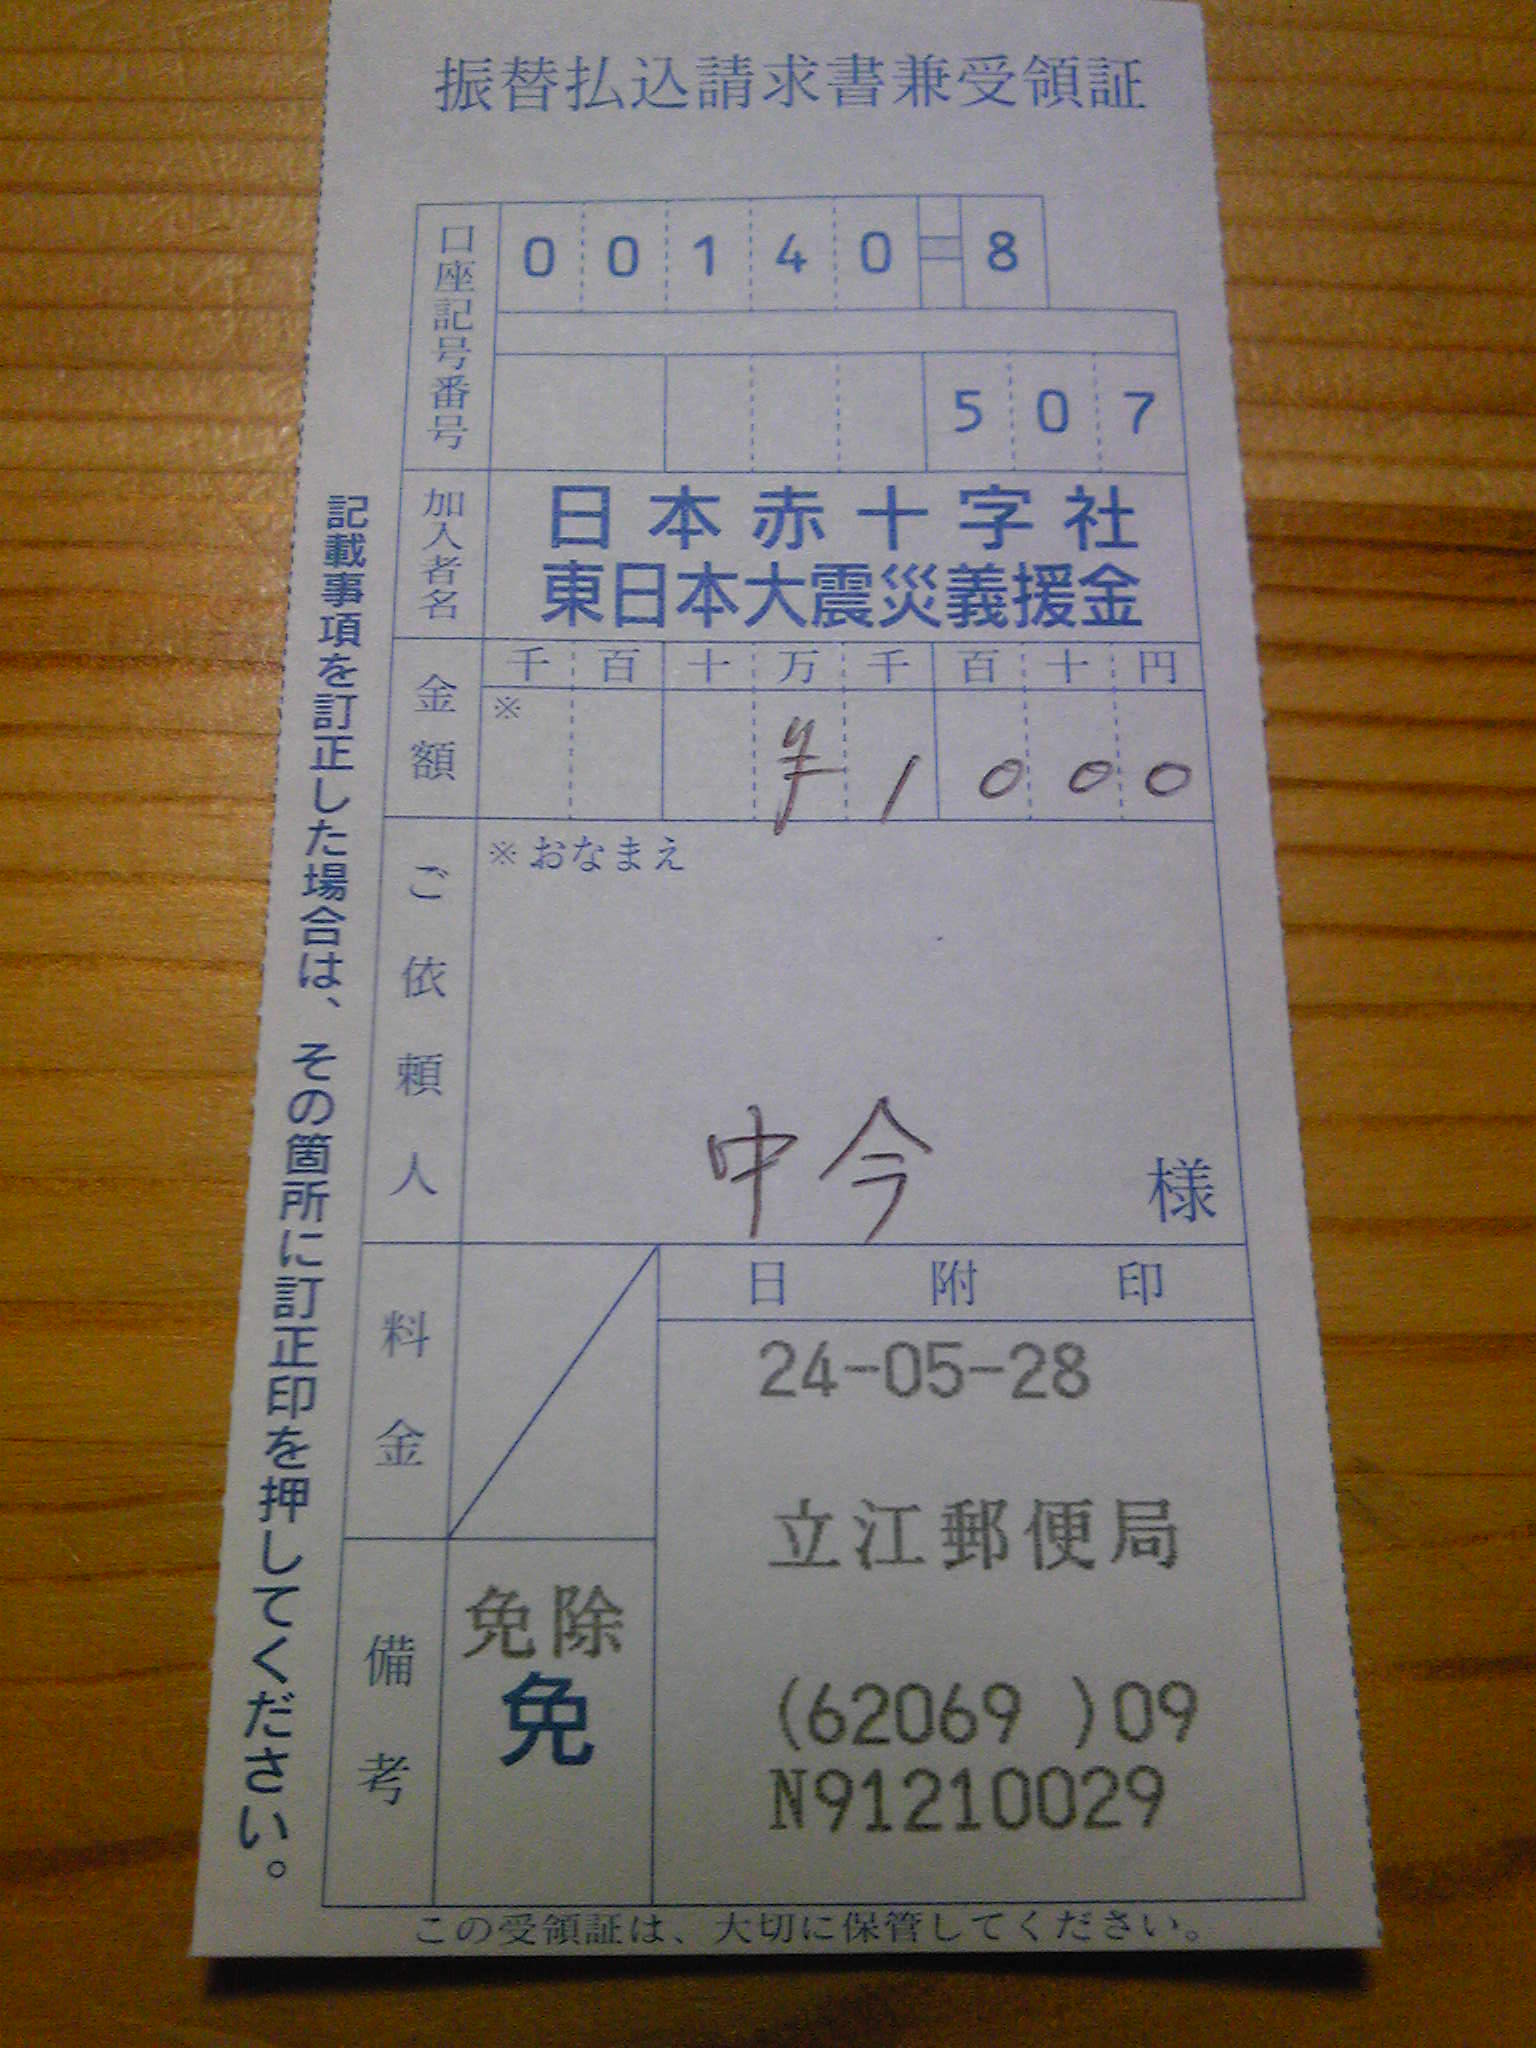 振替払込請求書兼受領証
口座記号番号
00140=8
507
加入者名
日本赤十字社
東日本大震災義援金
金額
千百十万千百十円
※
¥1000
ご依頼人
※おなまえ
中今 様
料金
日附印
24-05-28
立江郵便局
(62069 )09
N91210029
備考
免除
免
記載事項を訂正した場合は、その箇所に訂正印を押してください。
この受領証は、大切に保管してください。